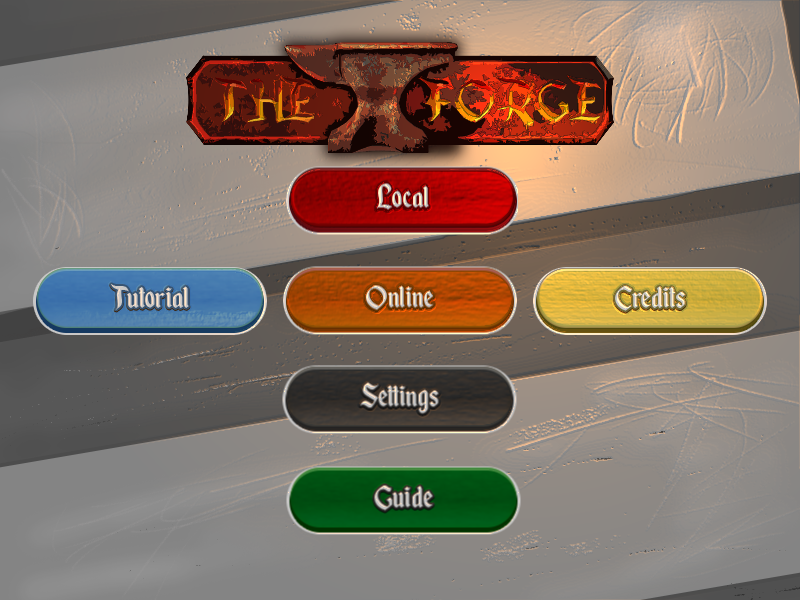 THE FORGE
Local
Tutorial
Online
Credits
Settings
Guide